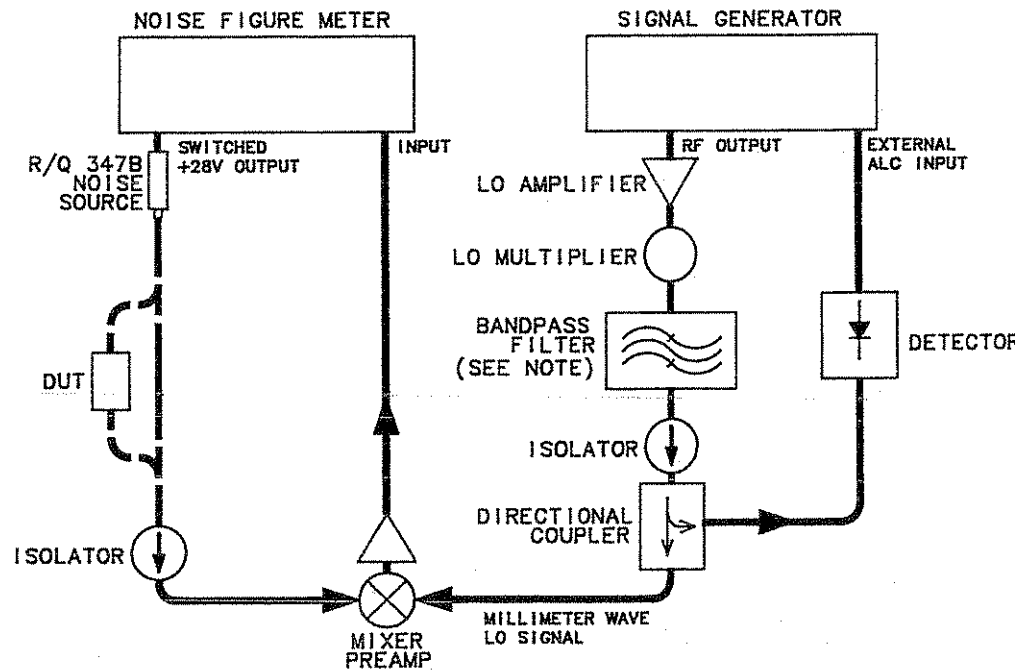 NOISE FIGURE METER
SIGNAL GENERATOR
SWITCHED
+28V OUTPUT
INPUT
RF OUTPUT
EXTERNAL
ALC INPUT
R/Q 347B
NOISE
SOURCE
LO AMPLIFIER
LO MULTIPLIER
BANDPASS
FILTER
(SEE NOTE)
DETECTOR
DUT
ISOLATOR
DIRECTIONAL
COUPLER
ISOLATOR
MILLIMETER WAVE
LO SIGNAL
MIXER
PREAMP